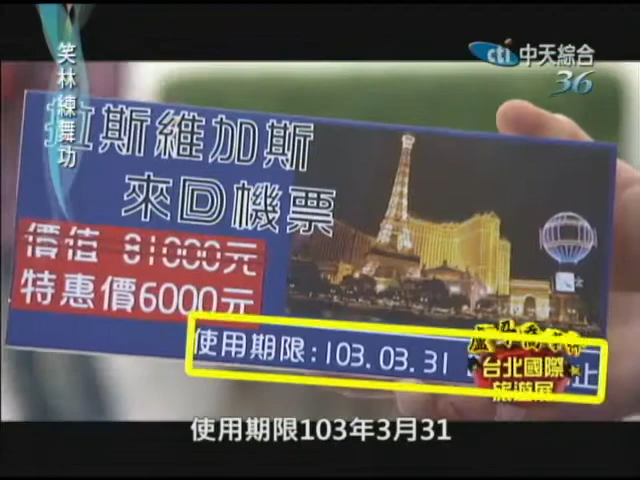 笑林練舞功
cti 中天綜合
36
拉斯維加斯
來回機票
價值 81000元
特惠價6000元
使用期限:103.03.31
止
台北國際
旅遊展
使用期限103年3月31